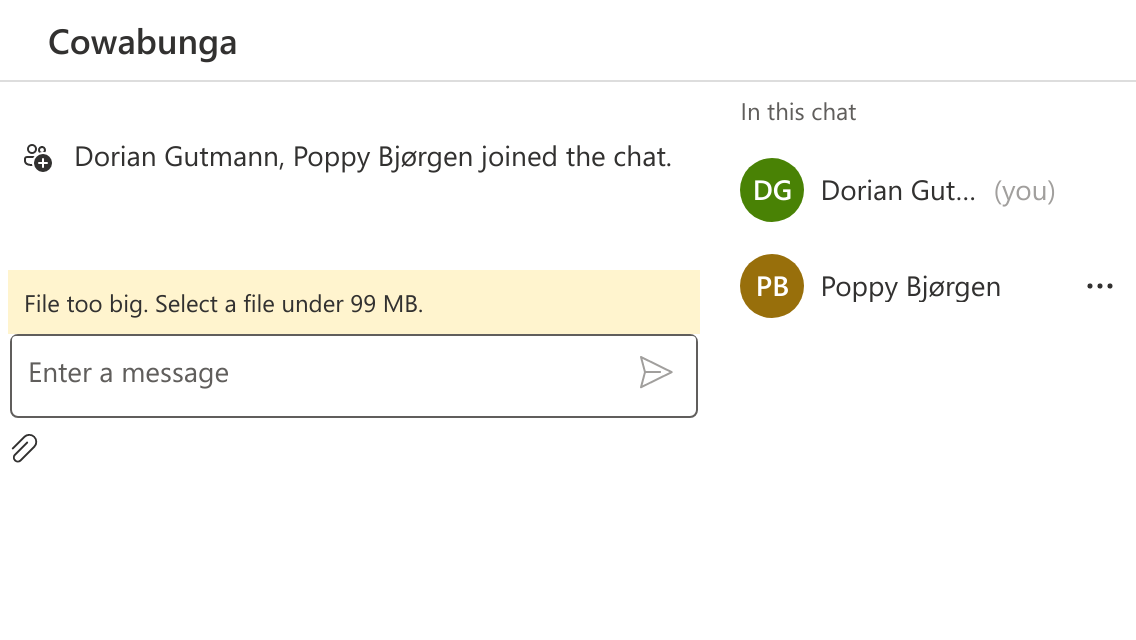 Cowabunga
Dorian Gutmann, Poppy Bjørgen joined the chat.
File too big. Select a file under 99 MB.
Enter a message
In this chat
DG Dorian Gut... (you)
PB Poppy Bjørgen